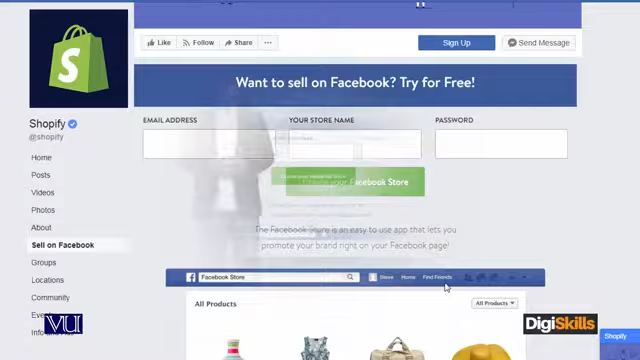 Like Follow Share ... Sign Up Send Message
Want to sell on Facebook? Try for Free!
EMAIL ADDRESS YOUR STORE NAME PASSWORD
Facebook Store
The Facebook Store is an easy to use app that lets you
promote your brand right on your Facebook page!
Facebook Store Steve Home Find Friends
All Products All Products
S
Shopify
@shopify
Home
Posts
Videos
Photos
About
Sell on Facebook
Groups
Locations
Community
VU
DigiSkills
Shopify